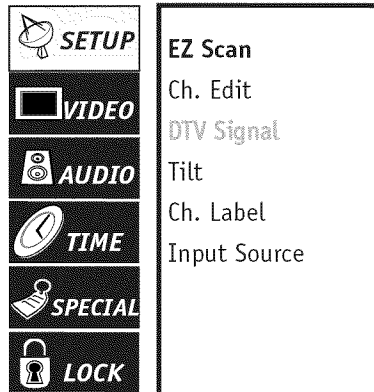 SETUP
VIDEO
AUDIO
TIME
SPECIAL
LOCK
EZ Scan
Ch. Edit
DTV Signal
Tilt
Ch. Label
Input Source